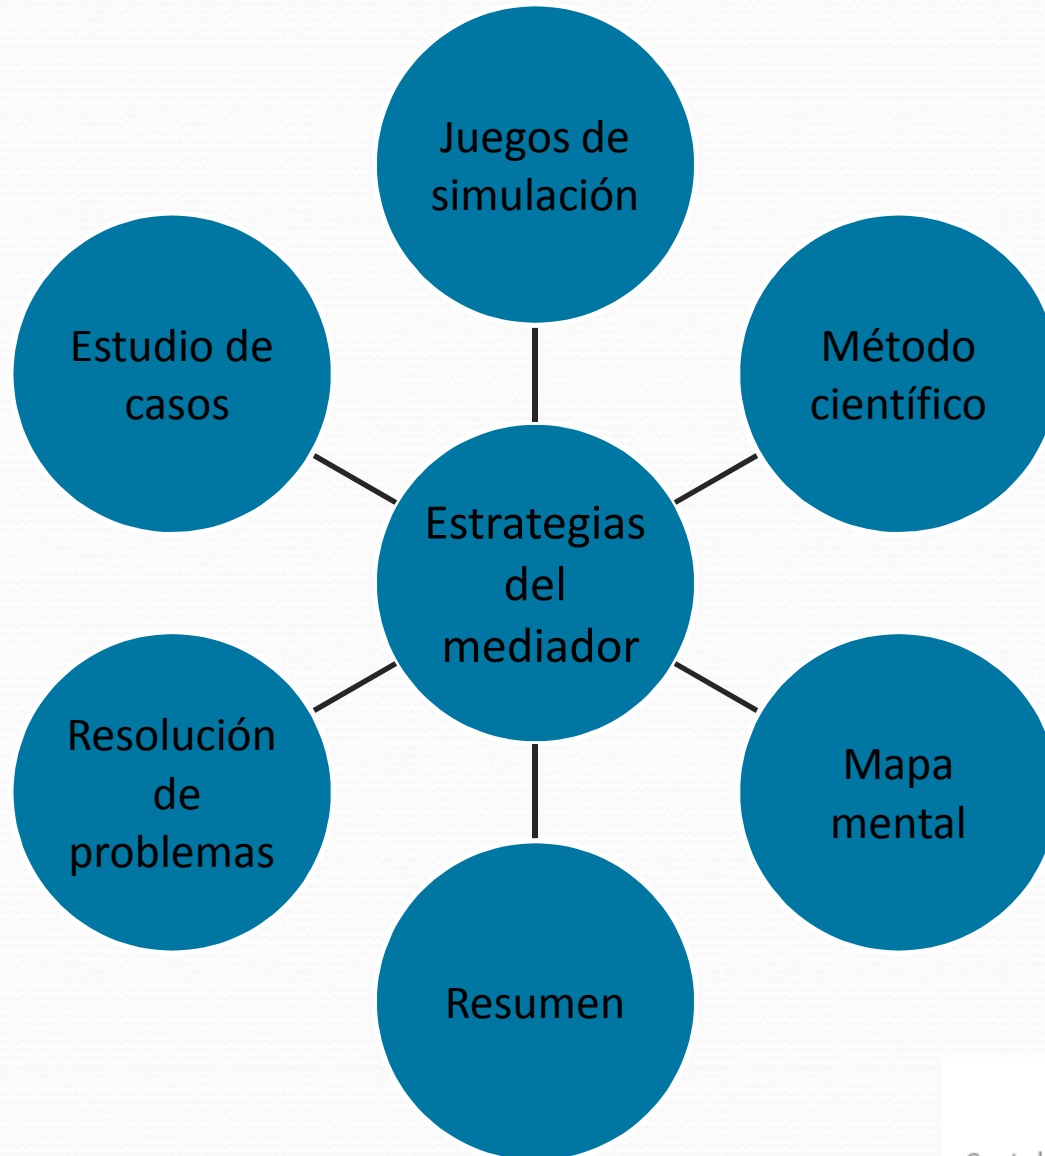 Juegos de
simulación
Estudio de
casos
Método
científico
Estrategias
del
mediador
Resolución
de
problemas
Mapa
mental
Resumen